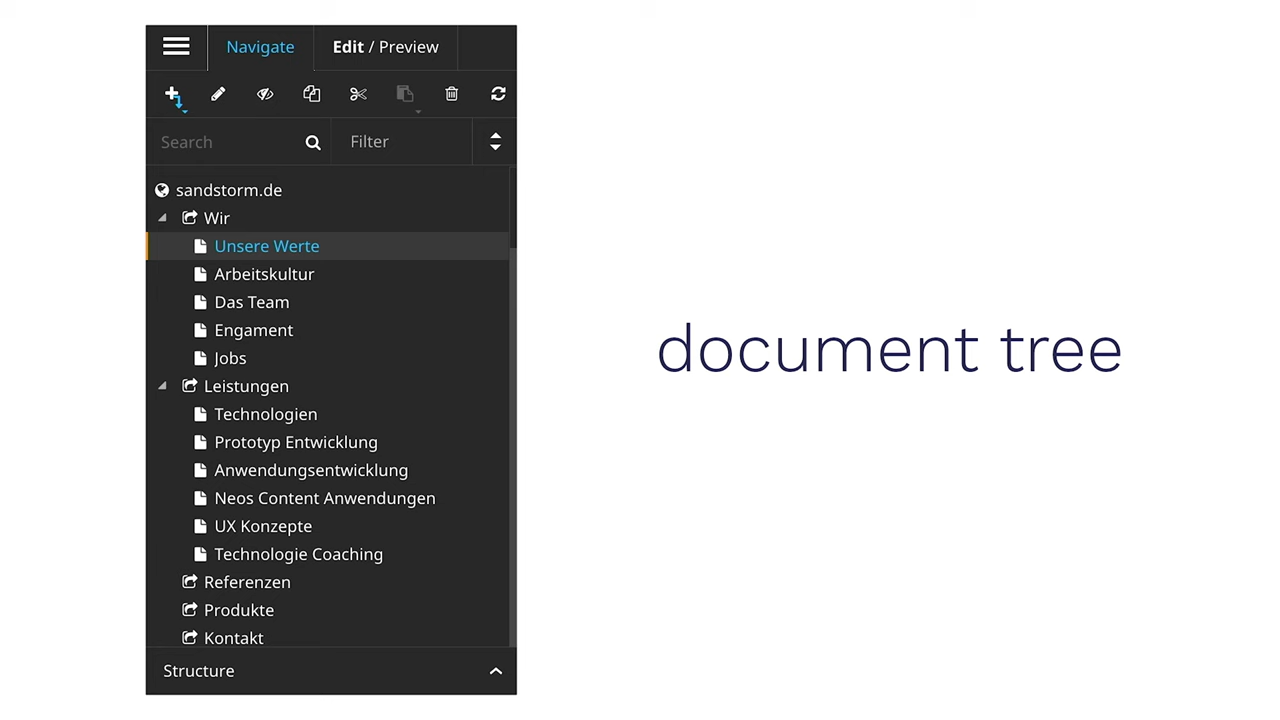 Navigate
Edit / Preview
Search
Filter
sandstorm.de
Wir
Unsere Werte
Arbeitskultur
Das Team
Engament
Jobs
Leistungen
Technologien
Prototyp Entwicklung
Anwendungsentwicklung
Neos Content Anwendungen
UX Konzepte
Technologie Coaching
Referenzen
Produkte
Kontakt
Structure
document tree